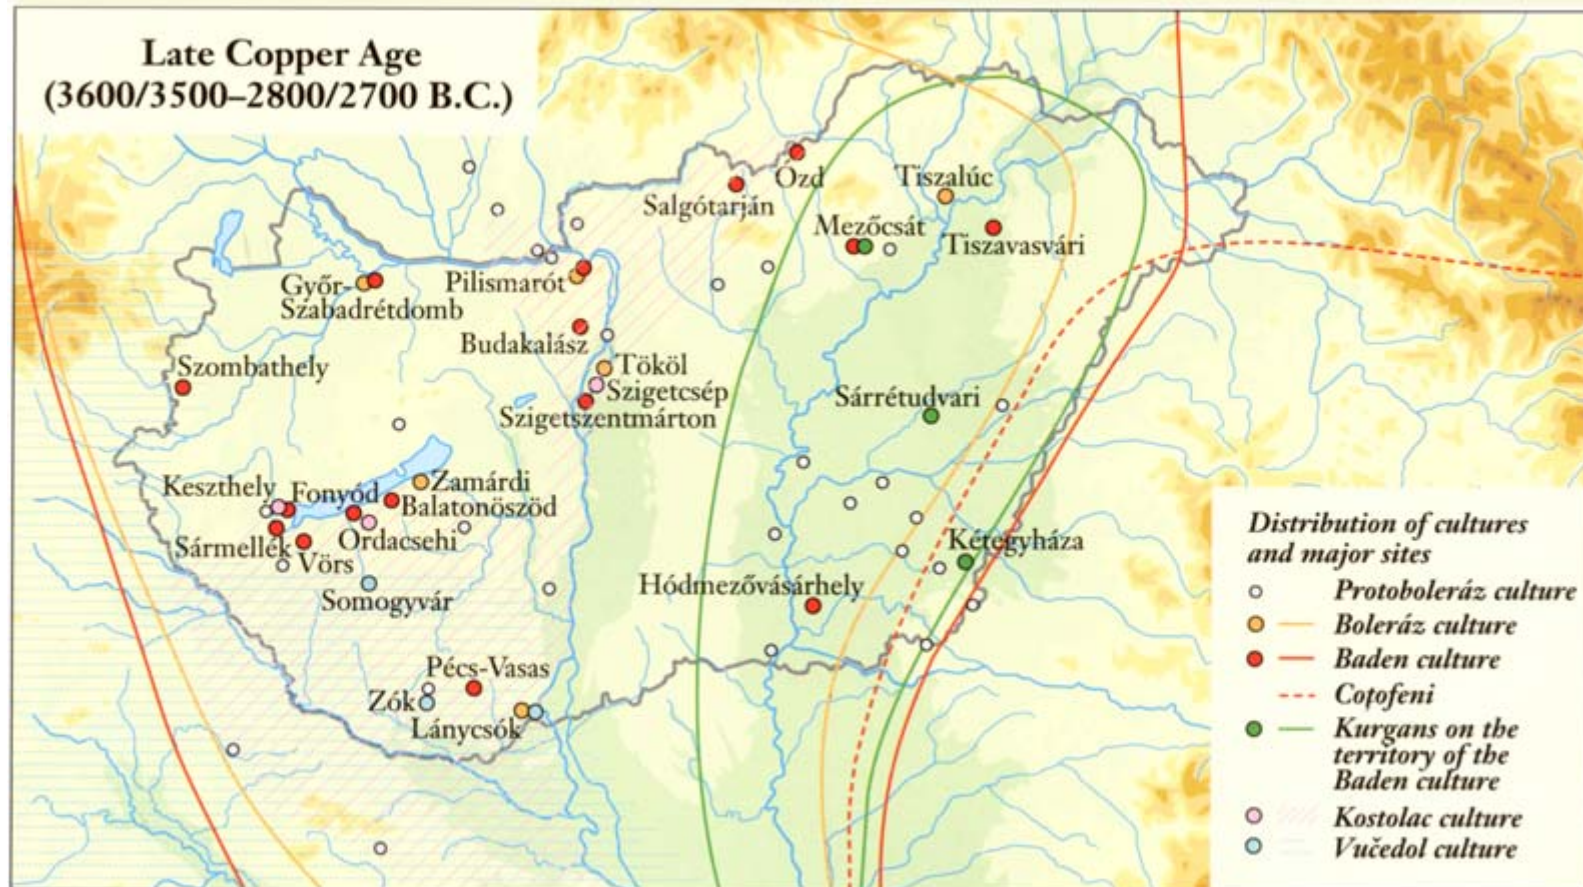 Late Copper Age
(3600/3500–2800/2700 B.C.)
Ózd
Salgótarján
Tiszalúc
Mezőcsát
Tiszavasvári
Győr-
Szabadrétdomb
Pilismarót
Budakalász
Szombathely
Tököl
Szigetcsép
Szigetszentmárton
Sárrétudvari
Keszthely
Fonyód
Zamárdi
Balatonöszöd
Sármellék
Vörs
Ordacsehi
Somogyvár
Kétegyháza
Hódmezővásárhely
Pécs-Vasas
Zók
Lánycsók
Distribution of cultures
and major sites
Protoboleráz culture
Boleráz culture
Baden culture
Coţofeni
Kurgans on the
territory of the
Baden culture
Kostolac culture
Vučedol culture